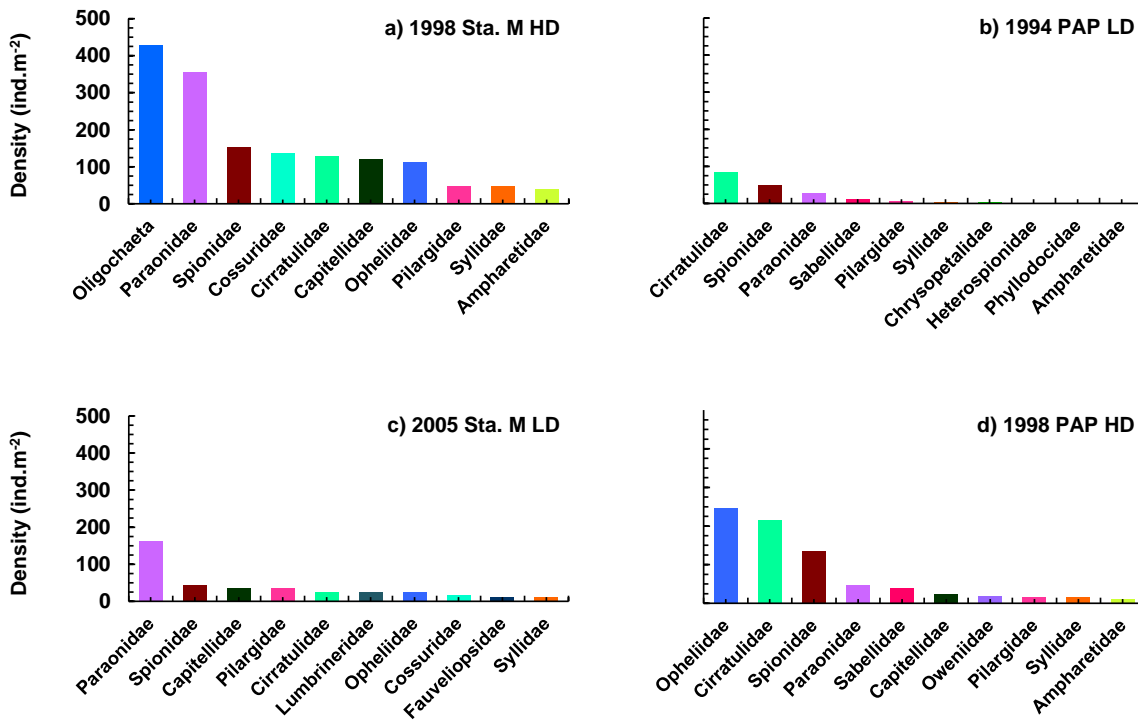 a) 1998 Sta. M HD
Density (ind.m-2)
500
400
300
200
100
0
Oligochaeta
Paraonidae
Spionidae
Cossuridae
Cirratulidae
Capitellidae
Opheliidae
Pilargidae
Syllidae
Ampharetidae
b) 1994 PAP LD
Cirratulidae
Spionidae
Paraonidae
Sabellidae
Pilargidae
Syllidae
Chrysopetalidae
Heterospionidae
Phyllodocidae
Ampharetidae
c) 2005 Sta. M LD
Density (ind.m-2)
500
400
300
200
100
0
Paraonidae
Spionidae
Capitellidae
Pilargidae
Cirratulidae
Lumbrineridae
Opheliidae
Cossuridae
Fauveliopsidae
Syllidae
d) 1998 PAP HD
Opheliidae
Cirratulidae
Spionidae
Paraonidae
Sabellidae
Capitellidae
Oweniidae
Pilargidae
Syllidae
Ampharetidae